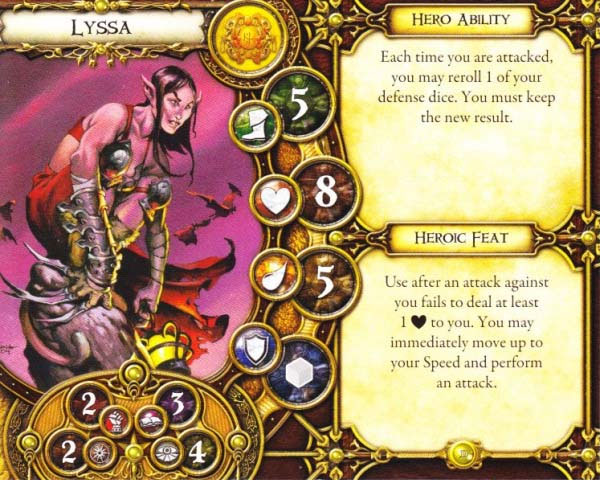 LYSSA
5
8
5
2 3
2 4
HERO ABILITY
Each time you are attacked,
you may reroll 1 of your
defense dice. You must keep
the new result.
HEROIC FEAT
Use after an attack against
you fails to deal at least
1 ♥ to you. You may
immediately move up to
your Speed and perform
an attack.